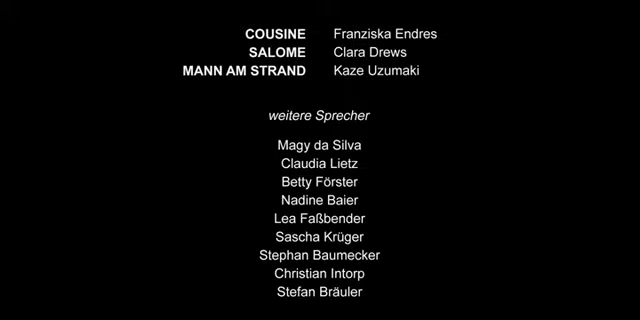 COUSINE Franziska Endres
SALOME Clara Drews
MANN AM STRAND Kaze Uzumaki
weitere Sprecher
Magy da Silva
Claudia Lietz
Betty Förster
Nadine Baier
Lea Faßbender
Sascha Krüger
Stephan Baumecker
Christian Intorp
Stefan Bräuler